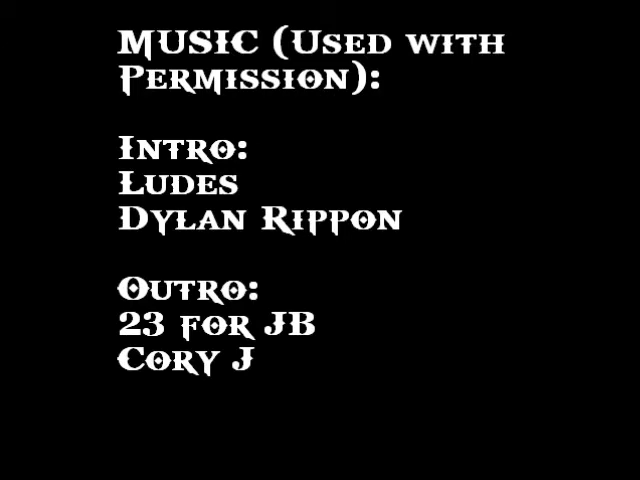 MUSIC (Used with
Permission):
Intro:
Ludes
Dylan Rippon
Outro:
23 for JB
Cory J